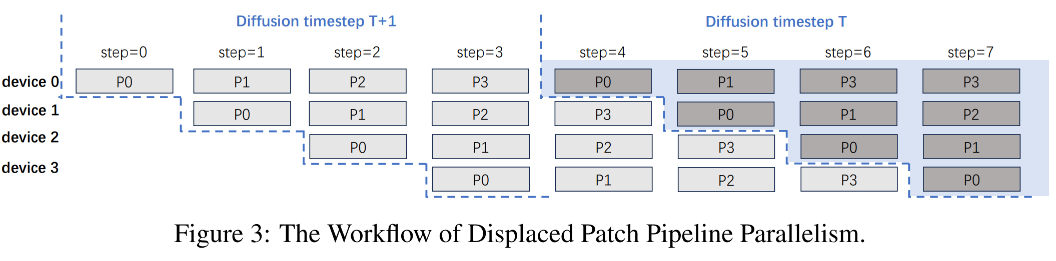 Diffusion timestep T+1 Diffusion timestep T
step=0 step=1 step=2 step=3 step=4 step=5 step=6 step=7
device 0 P0 P1 P2 P3 P0 P1 P3 P3
device 1 P0 P1 P2 P3 P0 P1 P2
device 2 P0 P1 P2 P3 P0 P1
device 3 P0 P1 P2 P3 P0
Figure 3: The Workflow of Displaced Patch Pipeline Parallelism.